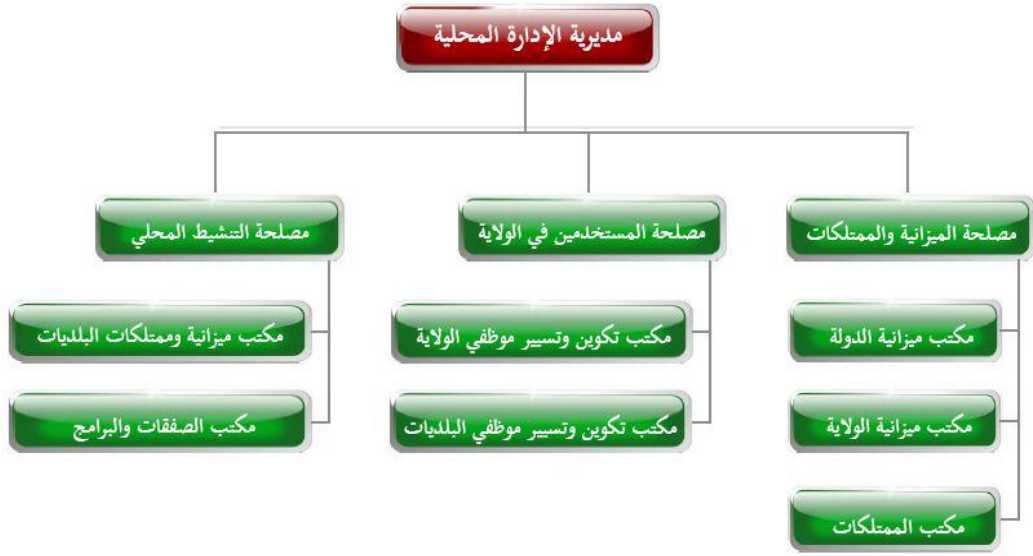 مديرية الإدارة المحلية
مصلحة الميزانية والممتلكات
مصلحة المستخدمين في الولاية
مصلحة التنشيط المحلي
مكتب ميزانية الدولة
مكتب تكوين وتسيير موظفي الولاية
مكتب ميزانية وممتلكات البلديات
مكتب ميزانية الولاية
مكتب تكوين وتسيير موظفي البلديات
مكتب الصفقات والبرامج
مكتب الممتلكات